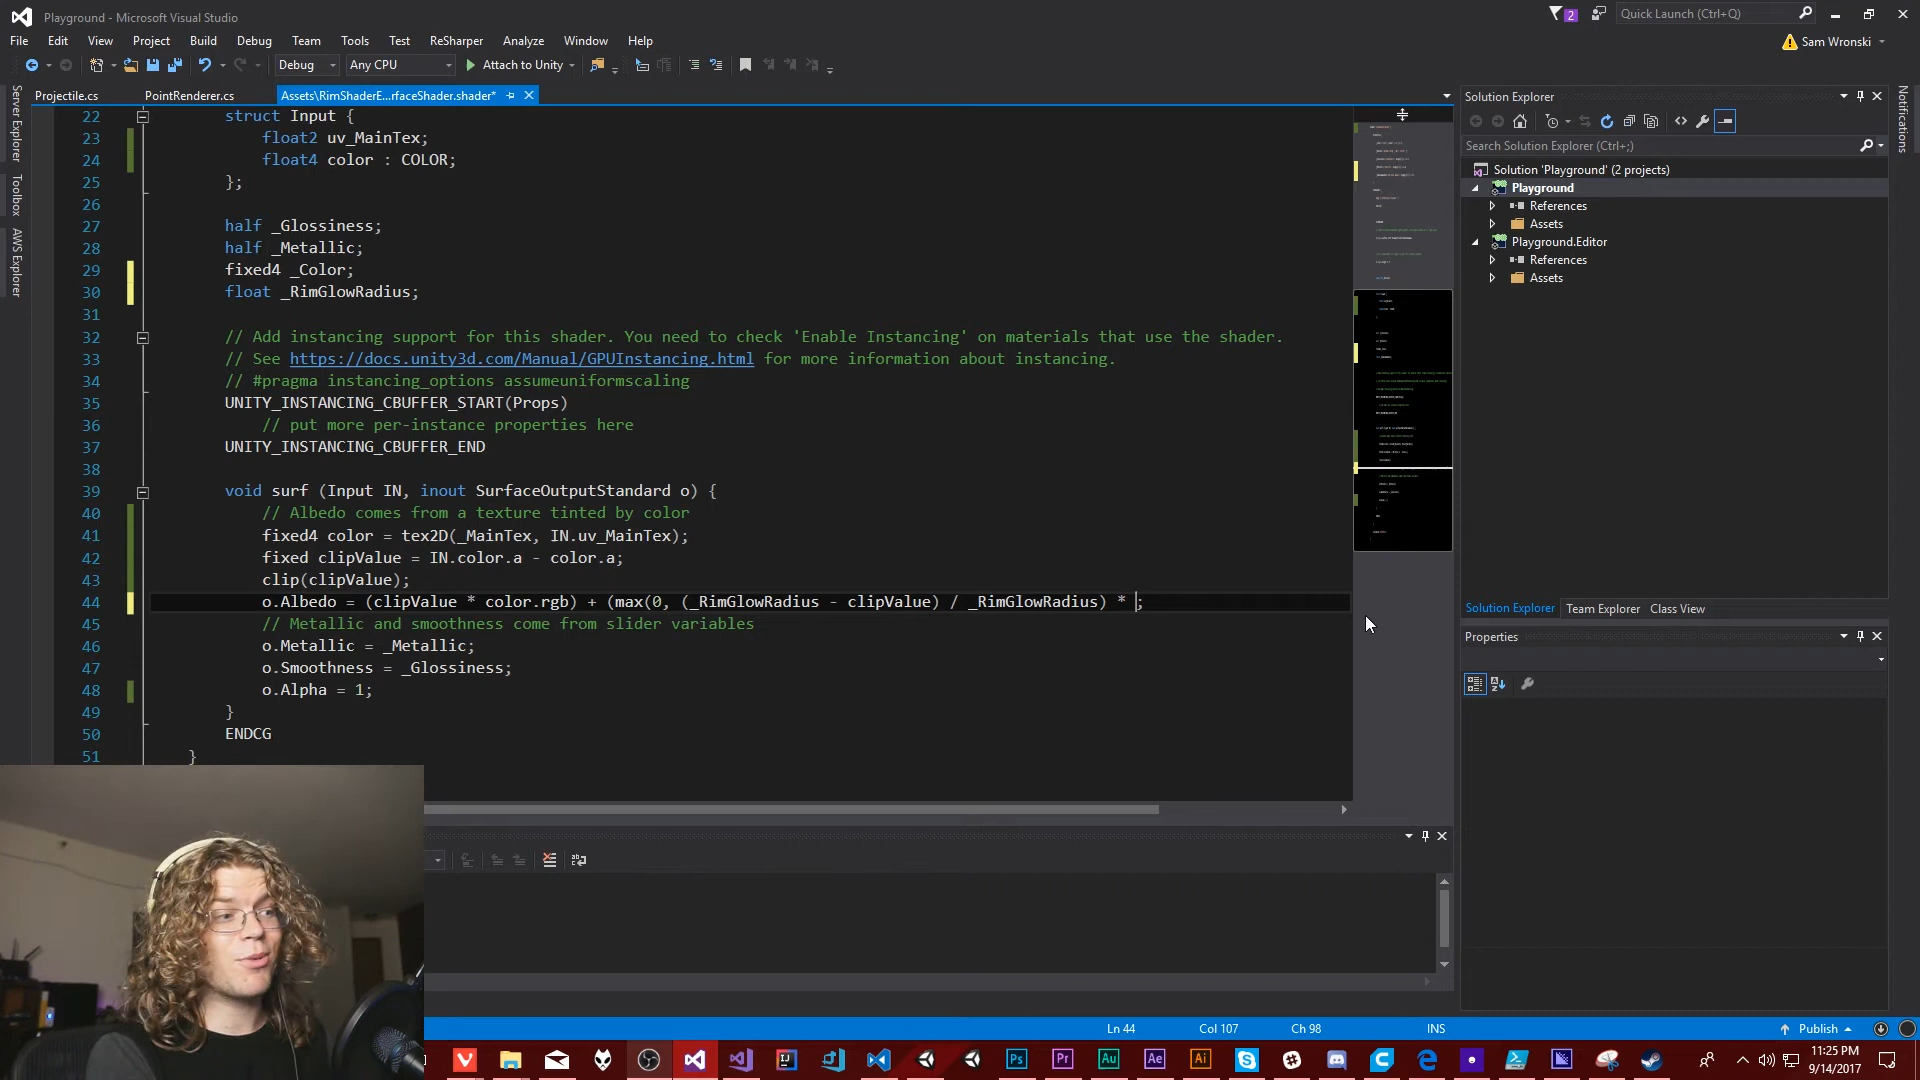 Playground - Microsoft Visual Studio
2
Quick Launch (Ctrl+Q)
File Edit View Project Build Debug Team Tools Test ReSharper Analyze Window Help
Sam Wronski
Debug Any CPU Attach to Unity
Projectile.cs PointRenderer.cs Assets\RimShaderE...rfaceShader.shader*
Server Explorer
Toolbox
AWS Explorer
22 struct Input {
23 float2 uv_MainTex;
24 float4 color : COLOR;
25 };
26
27 half _Glossiness;
28 half _Metallic;
29 fixed4 _Color;
30 float _RimGlowRadius;
31
32 // Add instancing support for this shader. You need to check 'Enable Instancing' on materials that use the shader.
33 // See https://docs.unity3d.com/Manual/GPUInstancing.html for more information about instancing.
34 // #pragma instancing_options assumeuniformscaling
35 UNITY_INSTANCING_CBUFFER_START(Props)
36 // put more per-instance properties here
37 UNITY_INSTANCING_CBUFFER_END
38
39 void surf (Input IN, inout SurfaceOutputStandard o) {
40 // Albedo comes from a texture tinted by color
41 fixed4 color = tex2D(_MainTex, IN.uv_MainTex);
42 fixed clipValue = IN.color.a - color.a;
43 clip(clipValue);
44 o.Albedo = (clipValue * color.rgb) + (max(0, (_RimGlowRadius - clipValue) / _RimGlowRadius) * ;
45 // Metallic and smoothness come from slider variables
46 o.Metallic = _Metallic;
47 o.Smoothness = _Glossiness;
48 o.Alpha = 1;
49 }
50 ENDCG
51 }
Solution Explorer
Search Solution Explorer (Ctrl+;)
Solution 'Playground' (2 projects)
Playground
References
Assets
Playground.Editor
References
Assets
Solution Explorer Team Explorer Class View
Properties
Notifications
Ln 44 Col 107 Ch 98 INS Publish
11:25 PM
9/14/2017